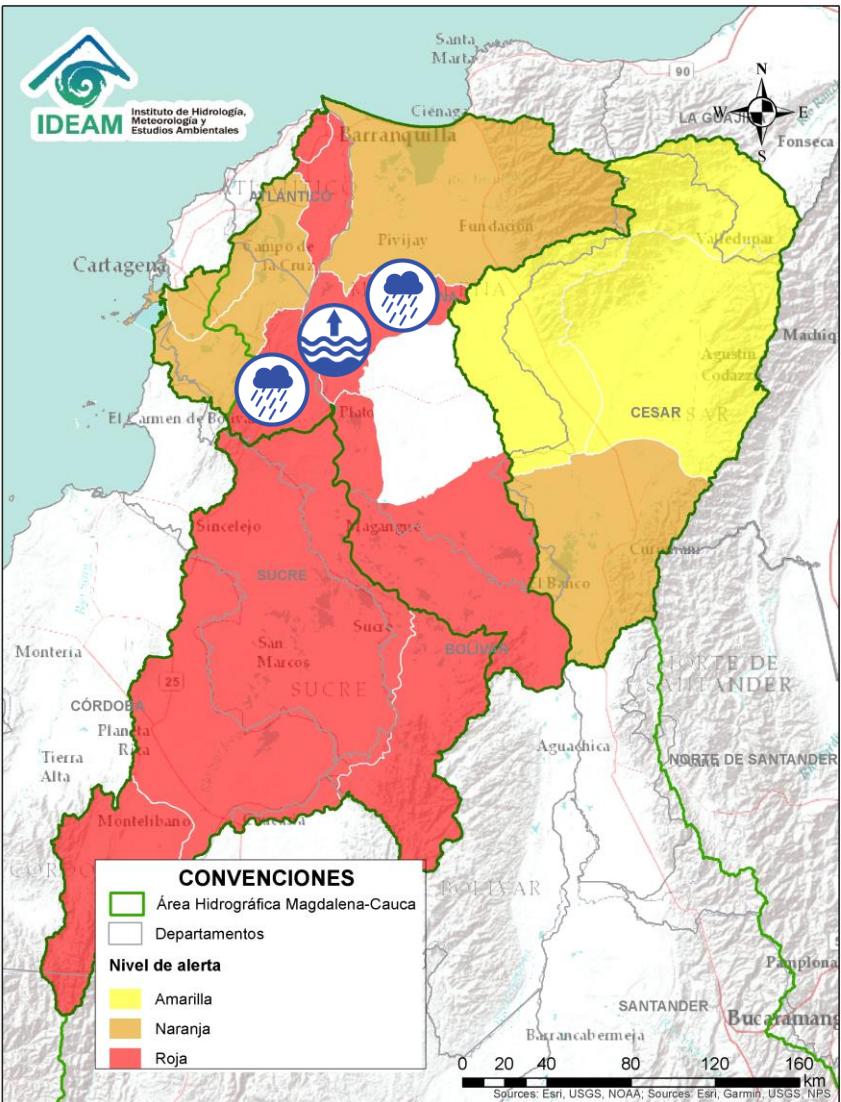 IDEAM
Instituto de Hidrología,
Meteorología y
Estudios Ambientales
Santa
Marta
90
N
W
E
S
Ciénaga
LA GUAJIRA
Fonseca
Barranquilla
ATLÁNTICO
Fundación
Pivijay
Valledupar
Campo de
la Cruz
Cartagena
Agustín
Codazzi
CESAR
El Carmen de Bolívar
Plato
Sincelejo
Magangué
SUCRE
El Banco
Sucre
BOLÍVAR
San
Marcos
SUCRE
Montería
25
CÓRDOBA
Planeta
Rica
Tierra
Alta
NORTE DE
SANTANDER
Aguachica
NORTE DE SANTANDER
Montelíbano
BOLÍVAR
CONVENCIONES
Área Hidrográfica Magdalena-Cauca
Departamentos
Nivel de alerta
Amarilla
Naranja
Roja
Pamplona
SANTANDER
Bucaramang
Barrancabermeja
0 20 40 80 120 160
km
Sources: Esri, USGS, NOAA; Sources: Esri, Garmin, USGS, NPS